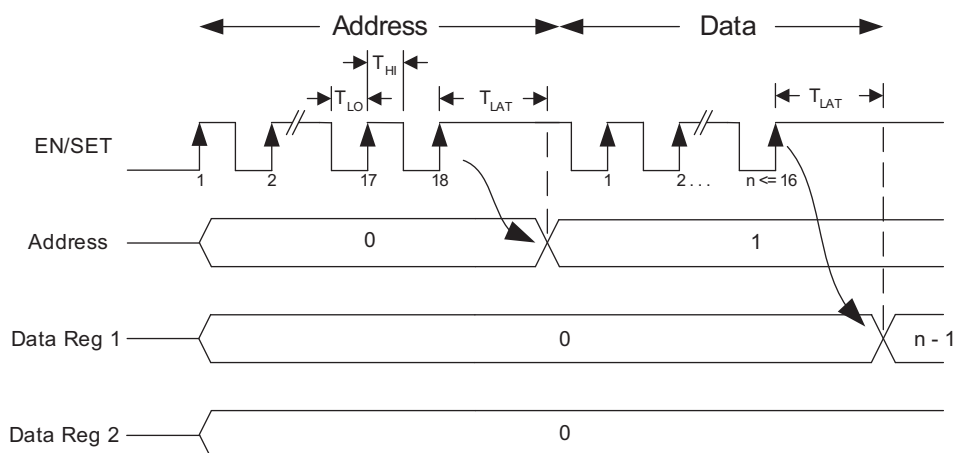 Address Data
T_HI
T_LO T_LAT T_LAT
EN/SET
1 2 17 18 1 2 . . . n <= 16
Address 0 1
Data Reg 1 0 n - 1
Data Reg 2 0